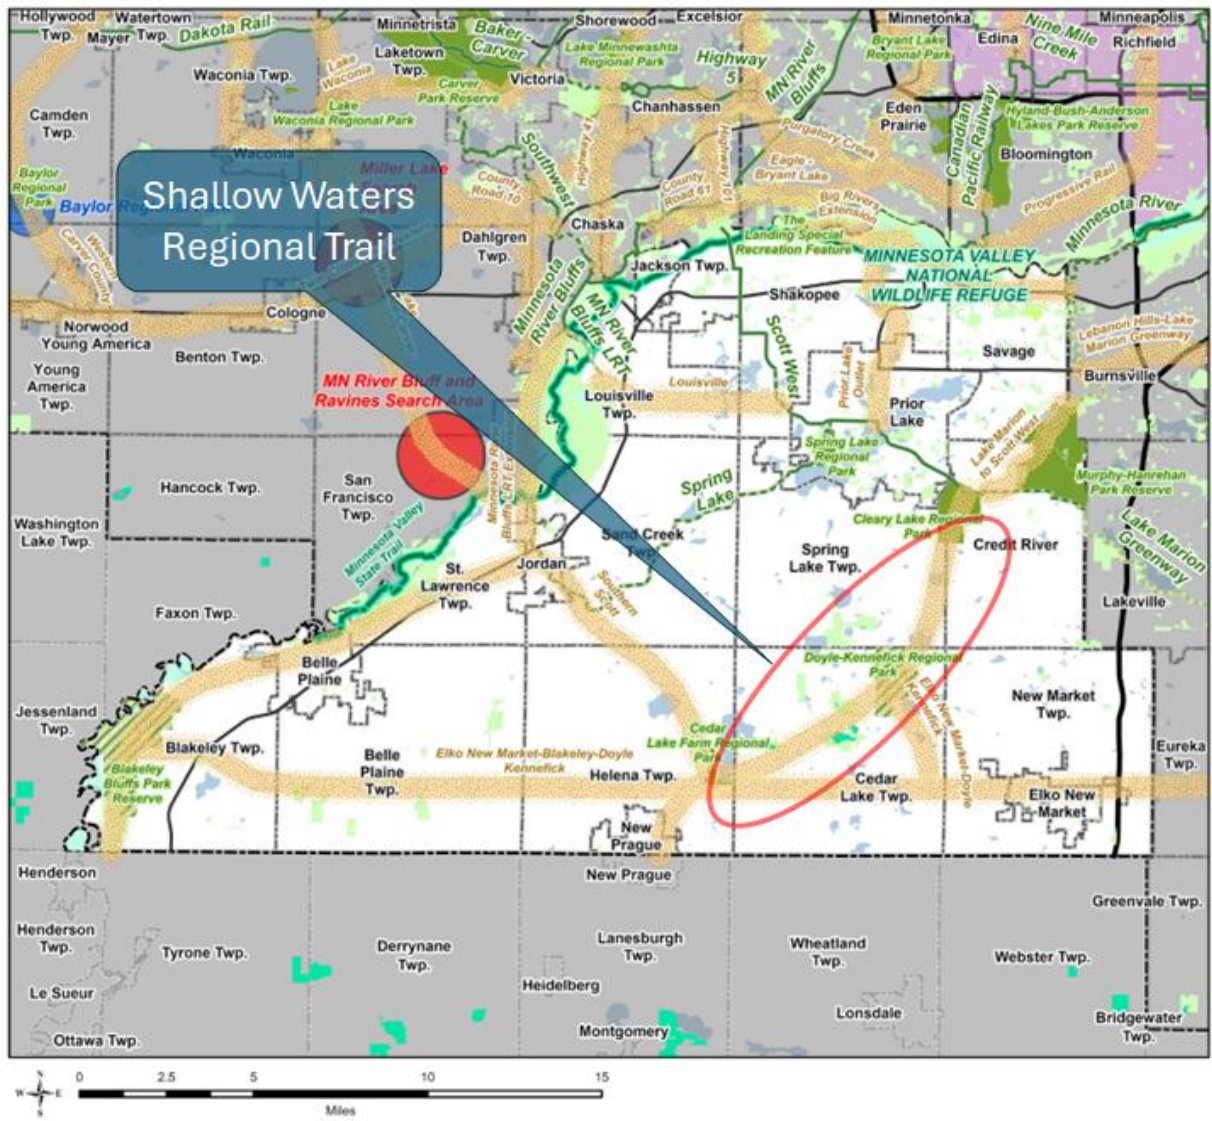 Hollywood
Twp.
Watertown
Mayer Twp.
Dakota Rail
Minnetrista
Baker -
Carver
Shorewood
Excelsior
Minnetonka
Edina
Nine Mile
Creek
Minneapolis
Richfield
Waconia Twp.
Lake
Waconia
Laketown
Twp.
Lake Minnewashta
Regional Park
Highway
5
MN River
Bluffs
Bryant Lake
Regional Park
Victoria
Carver
Park Reserve
Camden
Twp.
Lake
Waconia Regional Park
Chanhassen
Eden
Prairie
Canadian
Pacific Railway
Hyland-Bush-Anderson
Lakes Park Reserve
Purgatory Creek
Bloomington
Waconia
Southwest
Highway 41
Highway 101
Eagle -
Bryant Lake
Miller Lake
Baylor
Regional
Park
Baylor Regional Park
Shallow Waters
Regional Trail
County
Road 10
County
Road 61
Big Rivers
Extension
Progressive Rail
Minnesota River
Chaska
The
Landing Special
Recreation Feature
Western
Carver County
Dahlgren
Twp.
Minnesota
River Bluffs
Jackson Twp.
MINNESOTA VALLEY
NATIONAL
WILDLIFE REFUGE
Shakopee
Cologne
Norwood
Young America
Benton Twp.
MN River
Bluffs LRT
Scott West
Lebanon Hills-Lake
Marion Greenway
Savage
Young
America
Twp.
MN River Bluff and
Ravines Search Area
Louisville
Louisville
Twp.
Prior Lake
Outlet
Burnsville
Prior
Lake
Lake Marion
to Scott West
Spring Lake
Regional
Park
Hancock Twp.
San
Francisco
Twp.
Spring
Lake
Murphy-Hanrehan
Park Reserve
Washington
Lake Twp.
Minnesota Valley
State Trail
Cleary Lake Regional
Park
Lake Marion
Greenway
Sand Creek
Twp.
Credit River
Jordan
Spring
Lake Twp.
St.
Lawrence
Twp.
Southern
Scott
Faxon Twp.
Lakeville
Belle
Plaine
Doyle-Kennefick Regional
Park
Elko New Market-Doyle
Kennefick
New Market
Twp.
Jessenland
Twp.
Blakeley Twp.
Cedar
Lake Farm Regional
Park
Eureka
Twp.
Belle
Plaine
Twp.
Elko New Market-Blakeley-Doyle
Kennefick
Helena Twp.
Blakeley
Bluffs Park
Reserve
Cedar
Lake Twp.
Elko New
Market
New
Prague
Henderson
New Prague
Greenvale Twp.
Henderson
Twp.
Tyrone Twp.
Derrynane
Twp.
Lanesburgh
Twp.
Wheatland
Twp.
Webster Twp.
Le Sueur
Heidelberg
Lonsdale
Bridgewater
Twp.
Ottawa Twp.
Montgomery
N
W
E
S
0
2.5
5
10
15
Miles